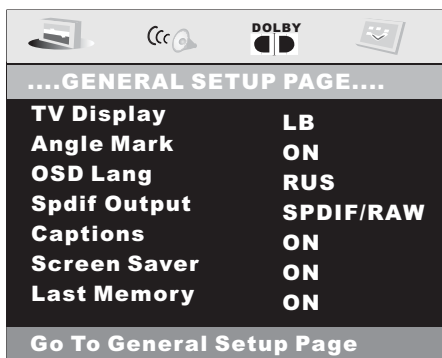 DOLBY
....GENERAL SETUP PAGE....
TV Display LB
Angle Mark ON
OSD Lang RUS
Spdif Output SPDIF/RAW
Captions ON
Screen Saver ON
Last Memory ON
Go To General Setup Page